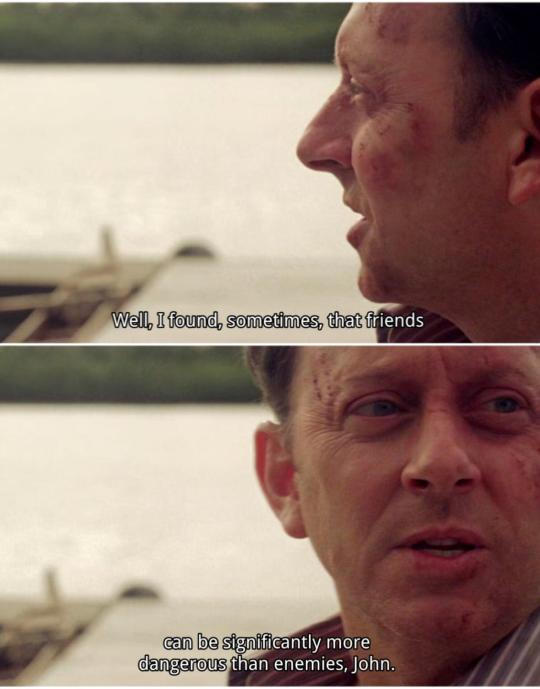 Well, I found, sometimes, that friends
can be significantly more
dangerous than enemies, John.